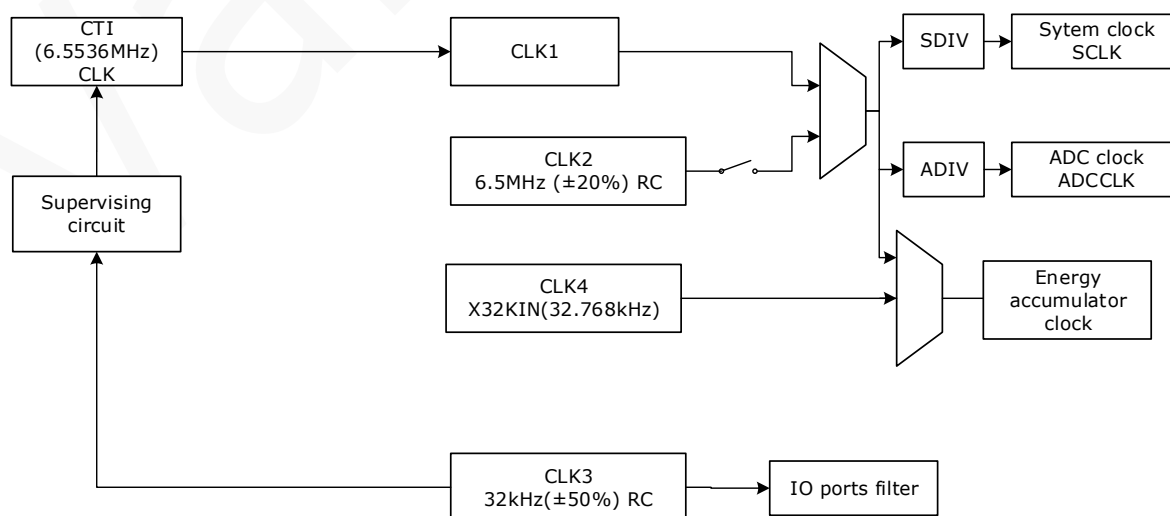 CTI
(6.5536MHz)
CLK
CLK1
SDIV
Sytem clock
SCLK
CLK2
6.5MHz (±20%) RC
ADIV
ADC clock
ADCCLK
Supervising
circuit
CLK4
X32KIN(32.768kHz)
Energy
accumulator
clock
CLK3
32kHz(±50%) RC
IO ports filter